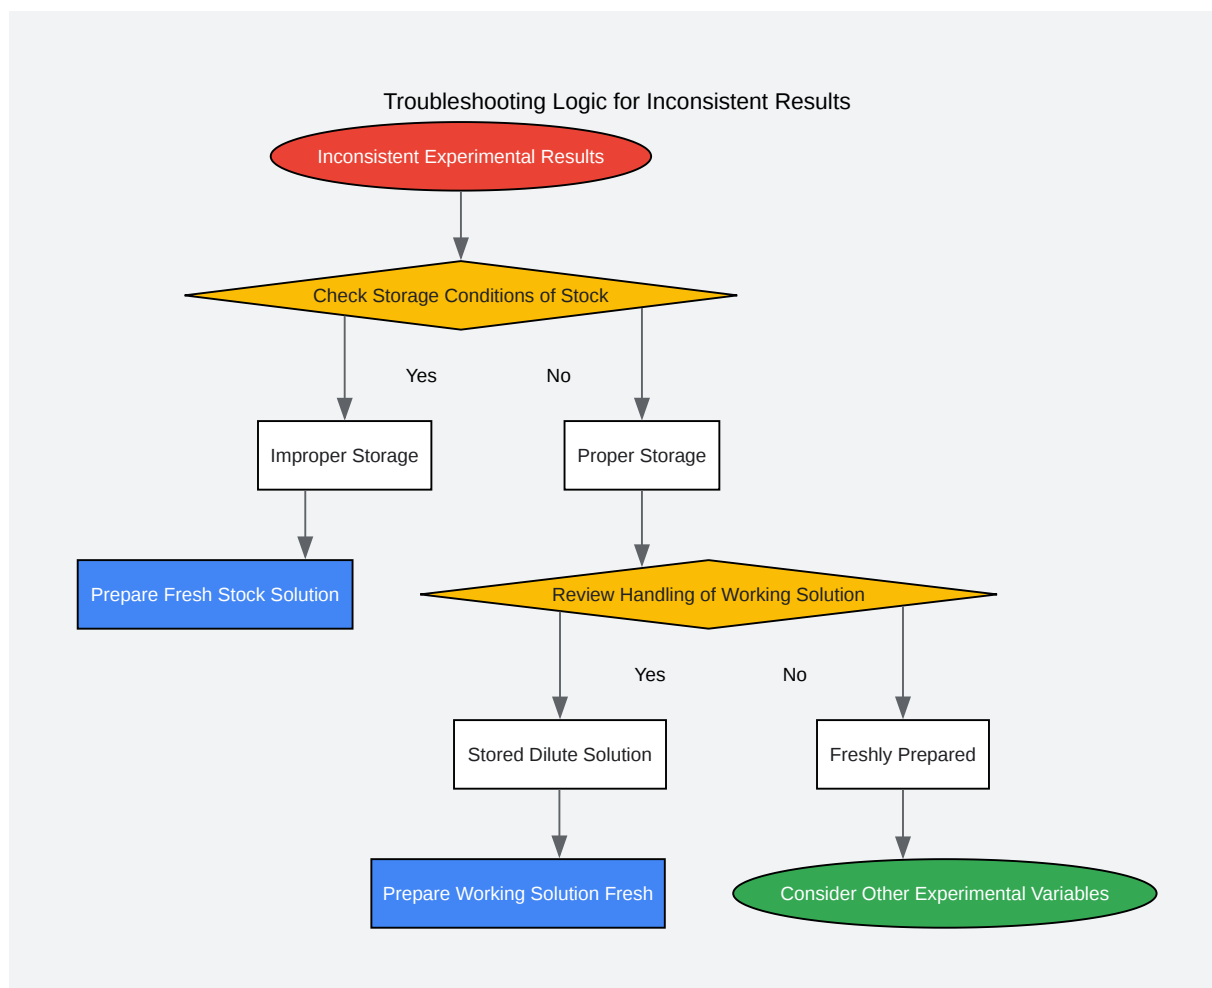 Troubleshooting Logic for Inconsistent Results
Inconsistent Experimental Results
Check Storage Conditions of Stock
Yes
No
Improper Storage
Proper Storage
Prepare Fresh Stock Solution
Review Handling of Working Solution
Yes
No
Stored Dilute Solution
Freshly Prepared
Prepare Working Solution Fresh
Consider Other Experimental Variables